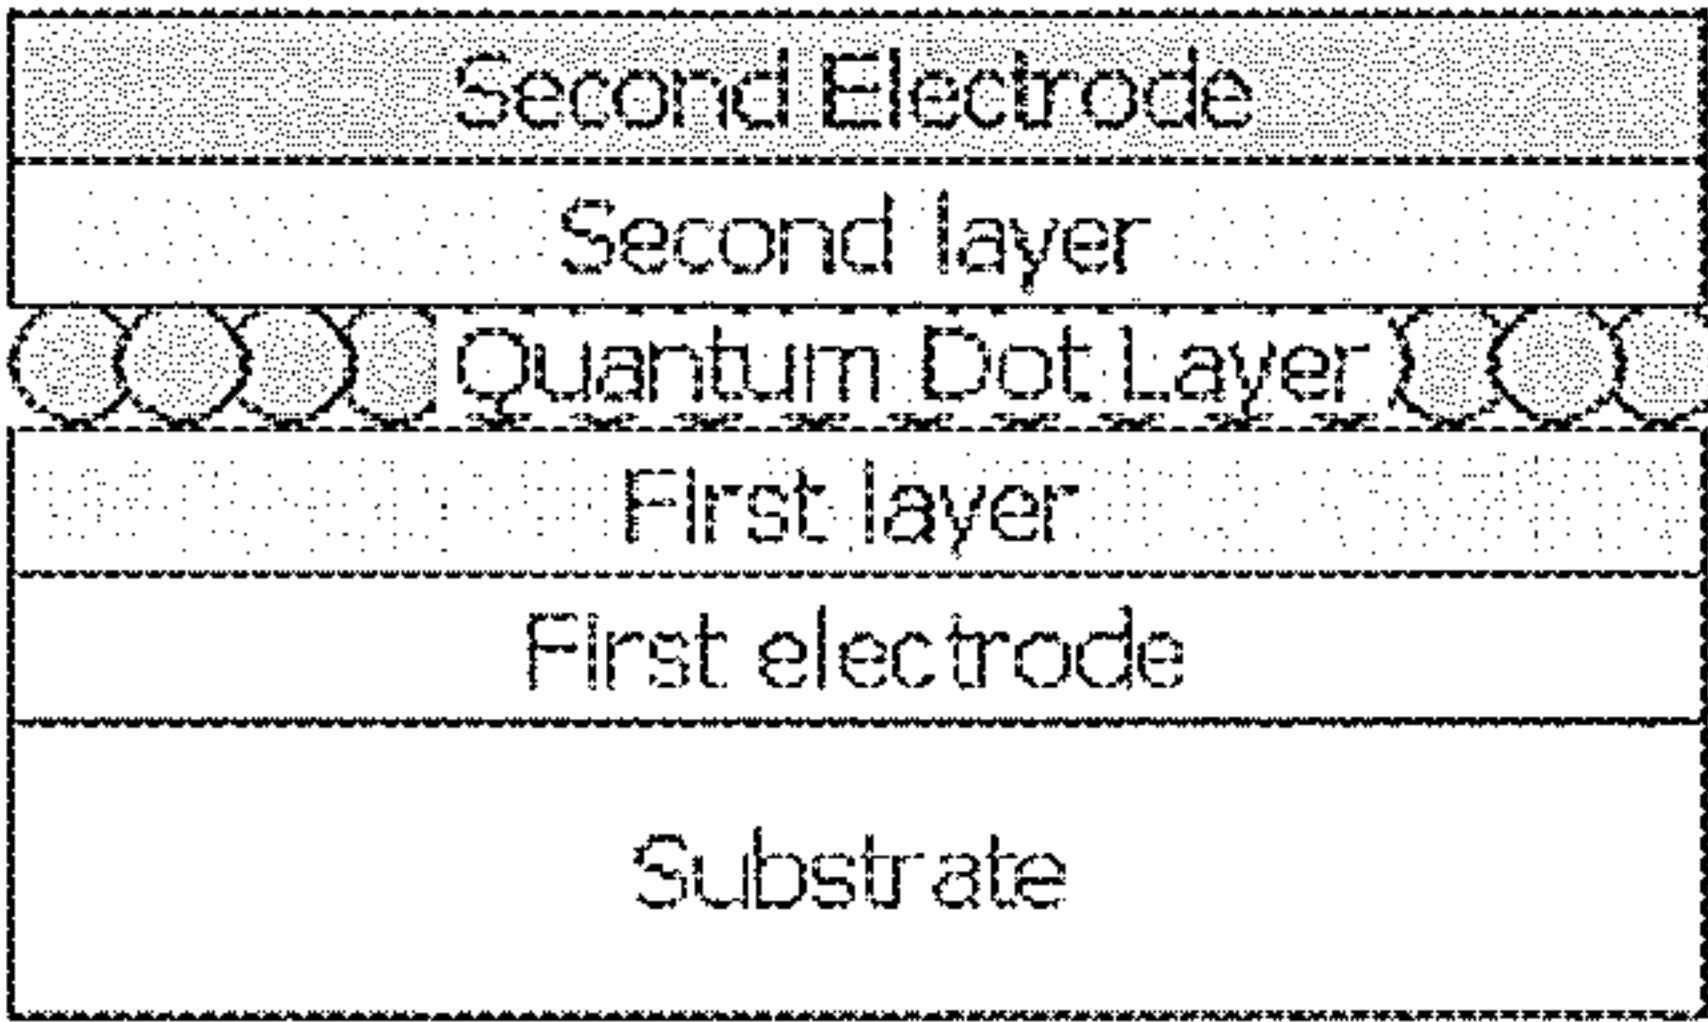 Second Electrode
Second layer
Quantum Dot Layer
First layer
First electrode
Substrate